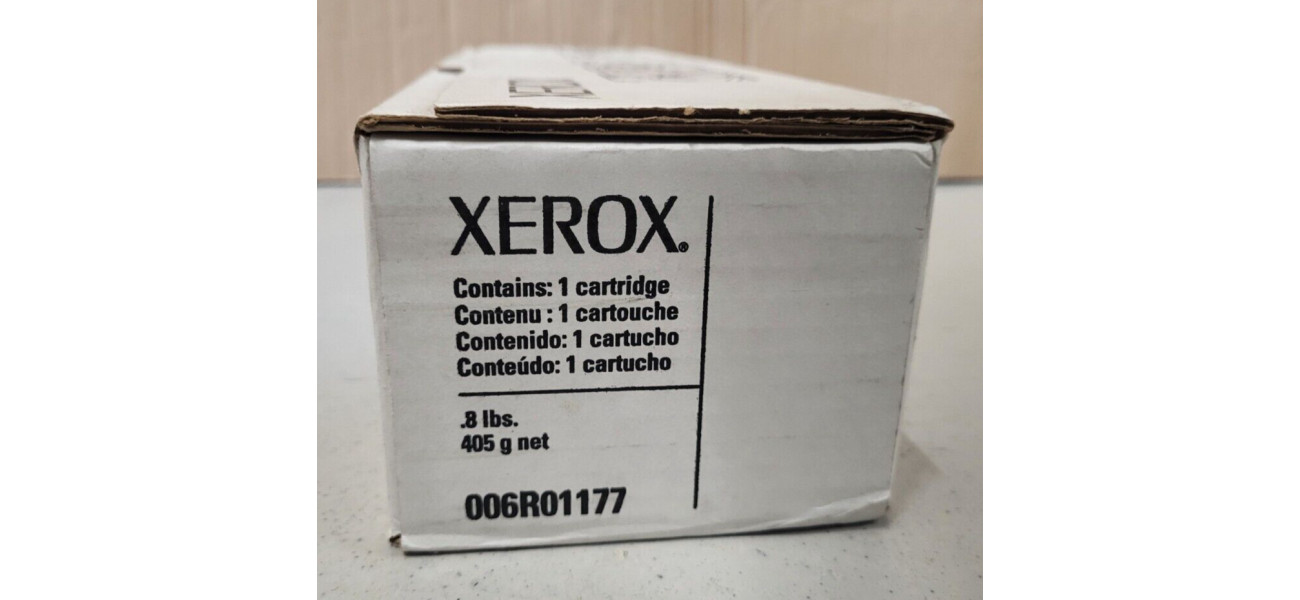 XEROX®
Contains: 1 cartridge
Contenu : 1 cartouche
Contenido: 1 cartucho
Conteúdo: 1 cartucho
.8 lbs.
405 g net
006R01177